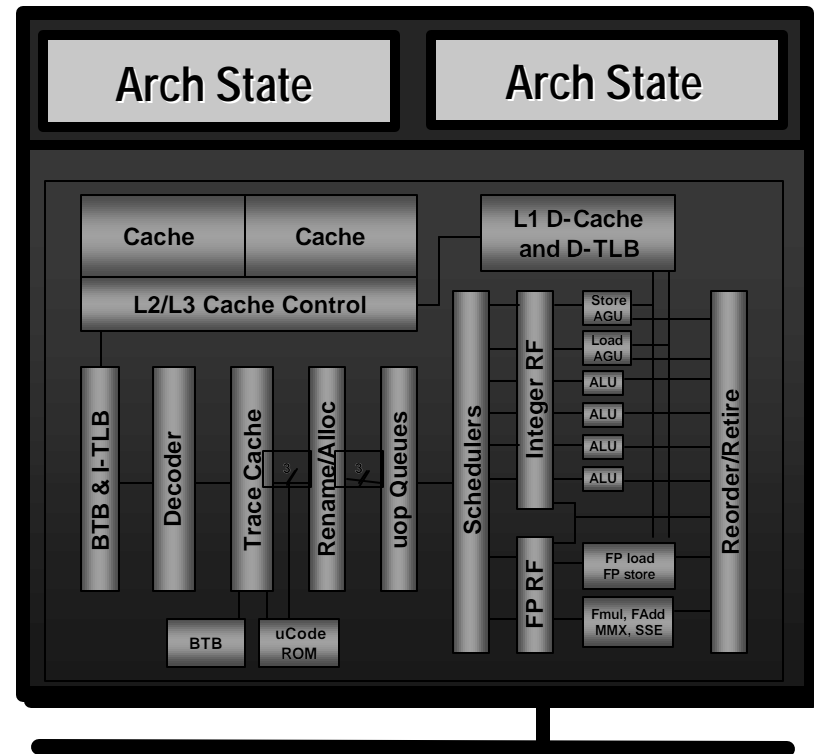 Arch State
Arch State
Cache
Cache
L2/L3 Cache Control
L1 D-Cache
and D-TLB
BTB & I-TLB
Decoder
Trace Cache
3
Rename/Alloc
3
uop Queues
Schedulers
Integer RF
FP RF
Store
AGU
Load
AGU
ALU
ALU
ALU
ALU
FP load
FP store
Fmul, FAdd
MMX, SSE
Reorder/Retire
BTB
uCode
ROM